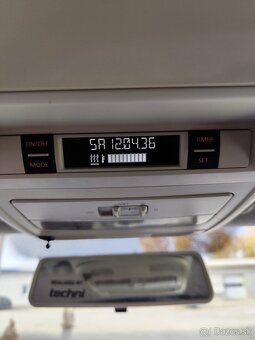 ON/OFF
MODE
SA 12.04.36
TIMER
SET
techni
bazos.sk